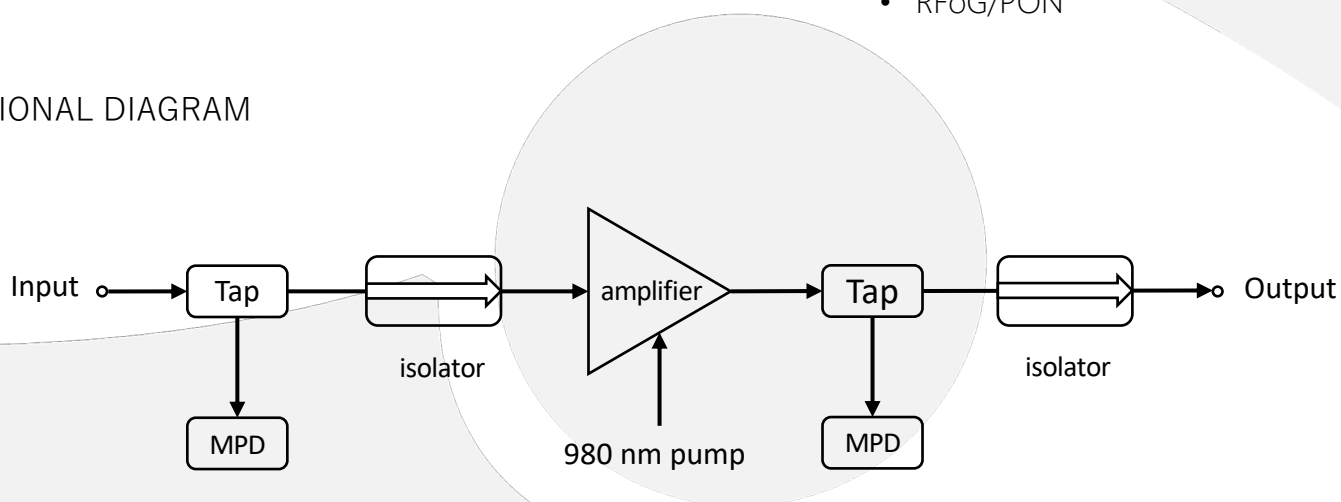 • RFoG/PON
IONAL DIAGRAM
Input
Tap
amplifier
Tap
Output
isolator
isolator
MPD
980 nm pump
MPD